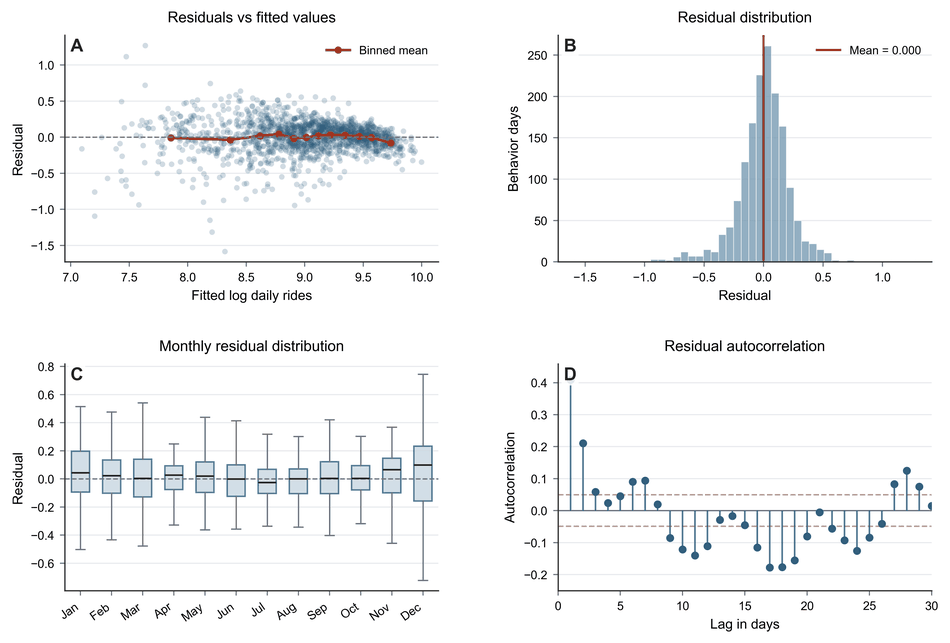 Residuals vs fitted values
A
Binned mean
1.0
0.5
0.0
−0.5
−1.0
−1.5
Residual
7.0 7.5 8.0 8.5 9.0 9.5 10.0
Fitted log daily rides
Residual distribution
B
Mean = 0.000
250
200
150
100
50
0
Behavior days
−1.5 −1.0 −0.5 0.0 0.5 1.0
Residual
Monthly residual distribution
C
0.8
0.6
0.4
0.2
0.0
−0.2
−0.4
−0.6
Residual
Jan Feb Mar Apr May Jun Jul Aug Sep Oct Nov Dec
Residual autocorrelation
D
0.4
0.3
0.2
0.1
0.0
−0.1
−0.2
Autocorrelation
0 5 10 15 20 25 30
Lag in days